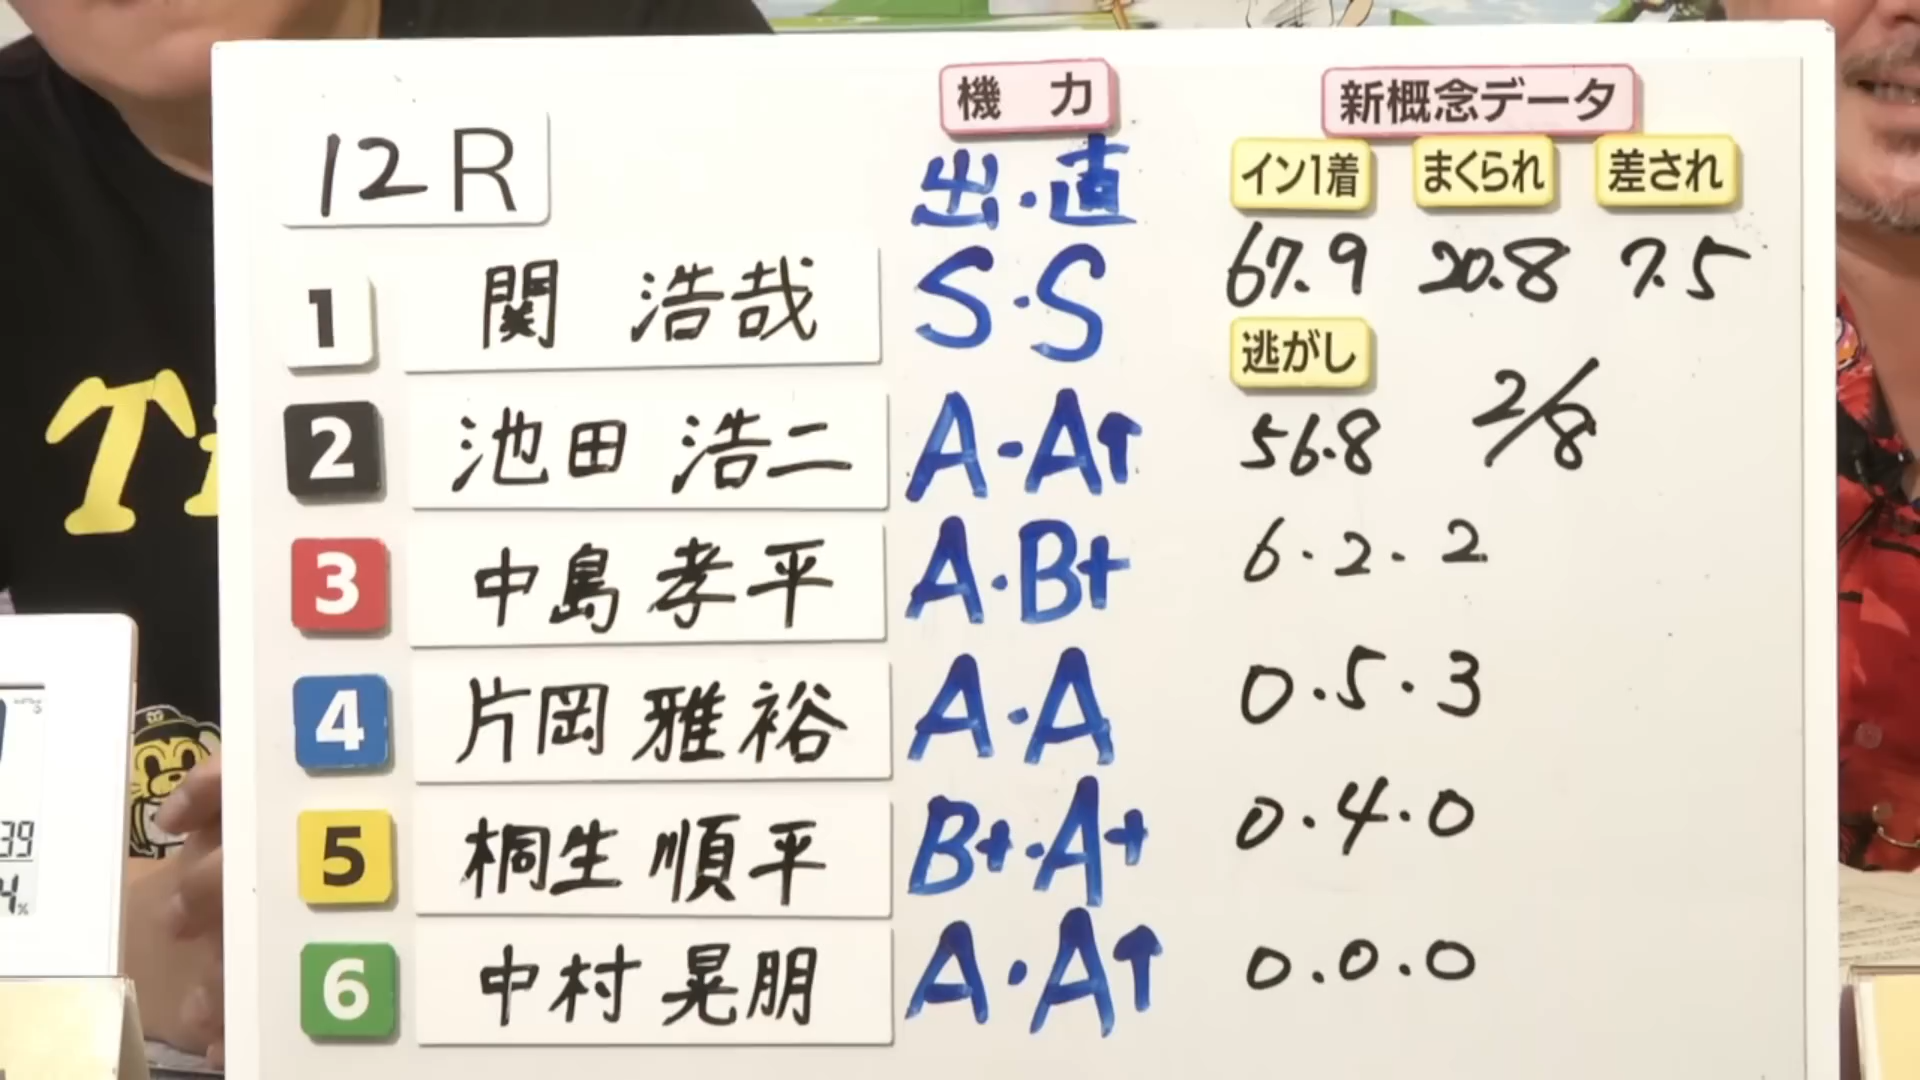 機 力
新概念データ
12R
出・直
イン1着 まくられ 差され
1 関 浩哉 S・S 67.9 20.8 7.5
逃がし
2 池田 浩二 A・A↑ 56.8 2/8
3 中島 孝平 A・B+ 6・2・2
4 片岡 雅裕 A・A 0・5・3
5 桐生 順平 B+・A+ 0・4・0
6 中村 晃朋 A・A↑ 0・0・0
Ti
39
4%